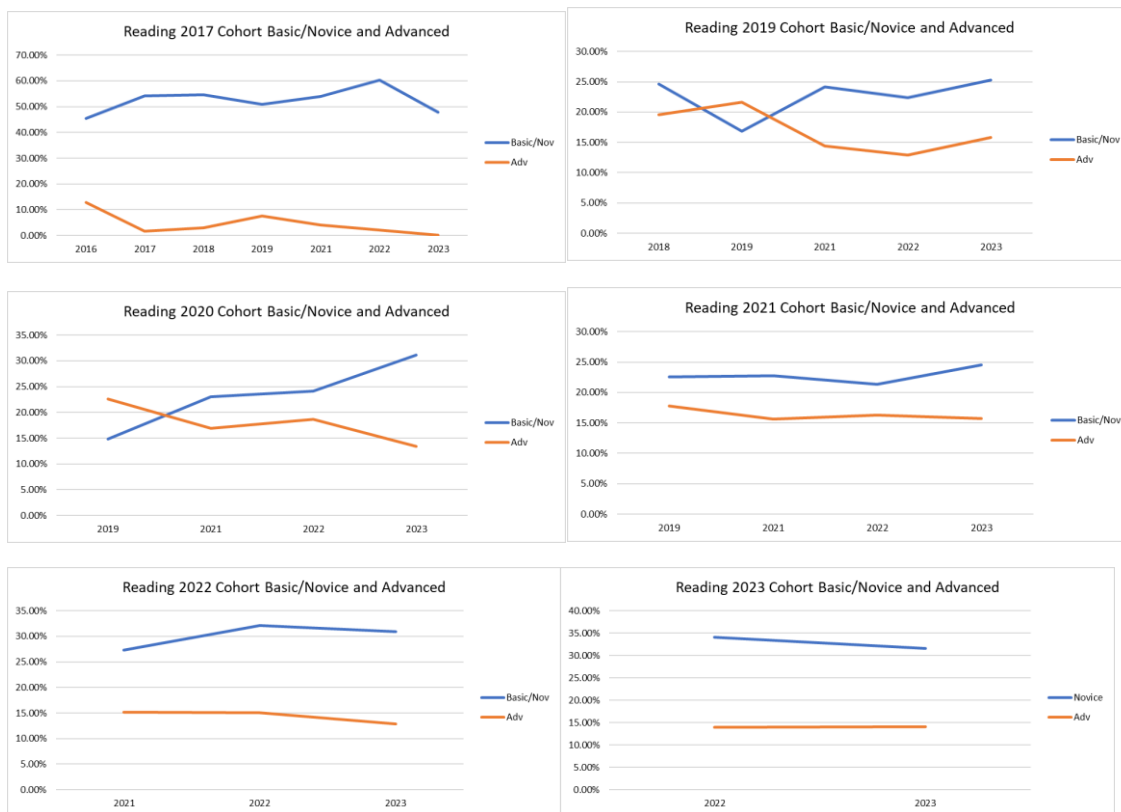 Reading 2017 Cohort Basic/Novice and Advanced
70.00%
60.00%
50.00%
40.00%
30.00%
20.00%
10.00%
0.00%
2016 2017 2018 2019 2021 2022 2023
Basic/Nov
Adv
Reading 2019 Cohort Basic/Novice and Advanced
30.00%
25.00%
20.00%
15.00%
10.00%
5.00%
0.00%
2018 2019 2021 2022 2023
Basic/Nov
Adv
Reading 2020 Cohort Basic/Novice and Advanced
35.00%
30.00%
25.00%
20.00%
15.00%
10.00%
5.00%
0.00%
2019 2021 2022 2023
Basic/Nov
Adv
Reading 2021 Cohort Basic/Novice and Advanced
30.00%
25.00%
20.00%
15.00%
10.00%
5.00%
0.00%
2019 2021 2022 2023
Basic/Nov
Adv
Reading 2022 Cohort Basic/Novice and Advanced
35.00%
30.00%
25.00%
20.00%
15.00%
10.00%
5.00%
0.00%
2021 2022 2023
Basic/Nov
Adv
Reading 2023 Cohort Basic/Novice and Advanced
40.00%
35.00%
30.00%
25.00%
20.00%
15.00%
10.00%
5.00%
0.00%
2022 2023
Novice
Adv